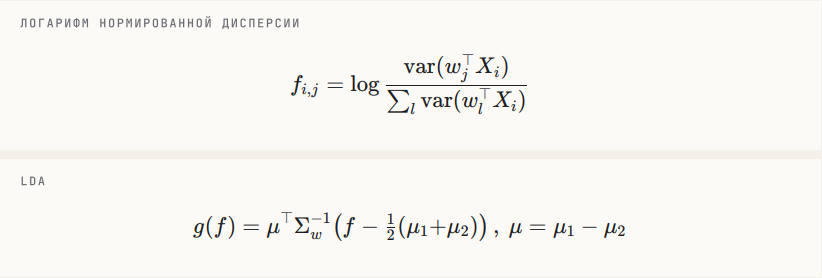 ЛОГАРИФМ НОРМИРОВАННОЙ ДИСПЕРСИИ
f_{i,j} = log var(w_j^⊤ X_i) / ∑_l var(w_l^⊤ X_i)
LDA
g(f) = μ^⊤ Σ_w^{-1} (f − ½(μ_1+μ_2)) , μ = μ_1 − μ_2